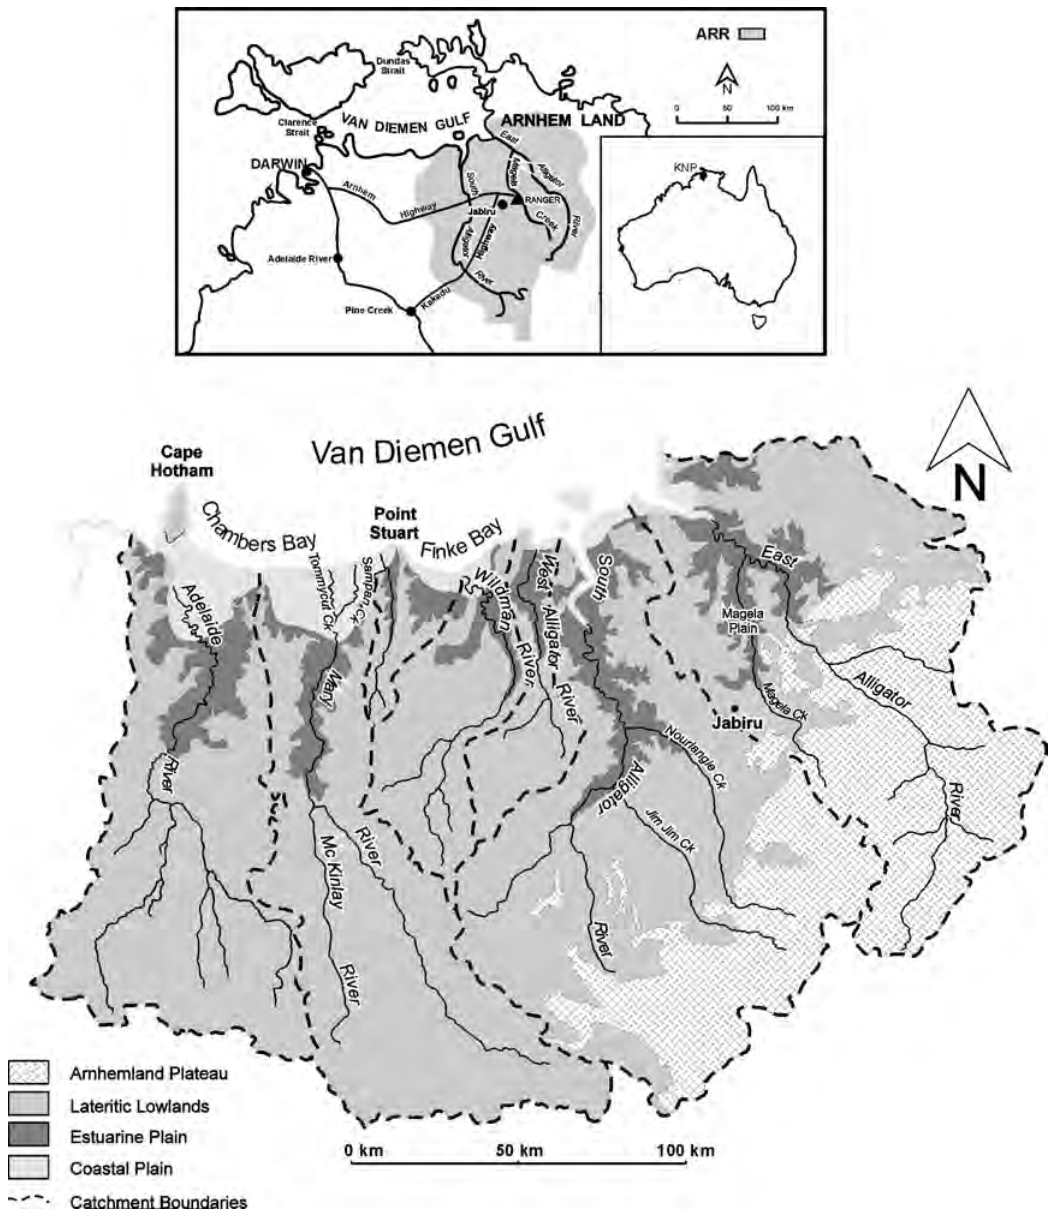 ARR
N
0 50 100 km
Dundas
Strait
Clarence
Strait
VAN DIEMEN GULF
ARNHEM LAND
East
Alligator
River
Magela
Creek
DARWIN
Arnhem
Highway
South
Alligator
River
Jabiru
RANGER
Kakadu
Highway
Adelaide River
Pine Creek
KNP
Van Diemen Gulf
N
Cape
Hotham
Chambers Bay
Point
Stuart
Finke Bay
Tommycut Ck
Sampan Ck
Adelaide
River
Mary
River
Mc Kinlay
River
Wildman
River
West
Alligator
River
South
Alligator
River
East
Alligator
River
Magela
Plain
Magela Ck
Jabiru
Nourlangie Ck
Jim Jim Ck
Arnhemland Plateau
Lateritic Lowlands
Estuarine Plain
Coastal Plain
Catchment Boundaries
0 km 50 km 100 km